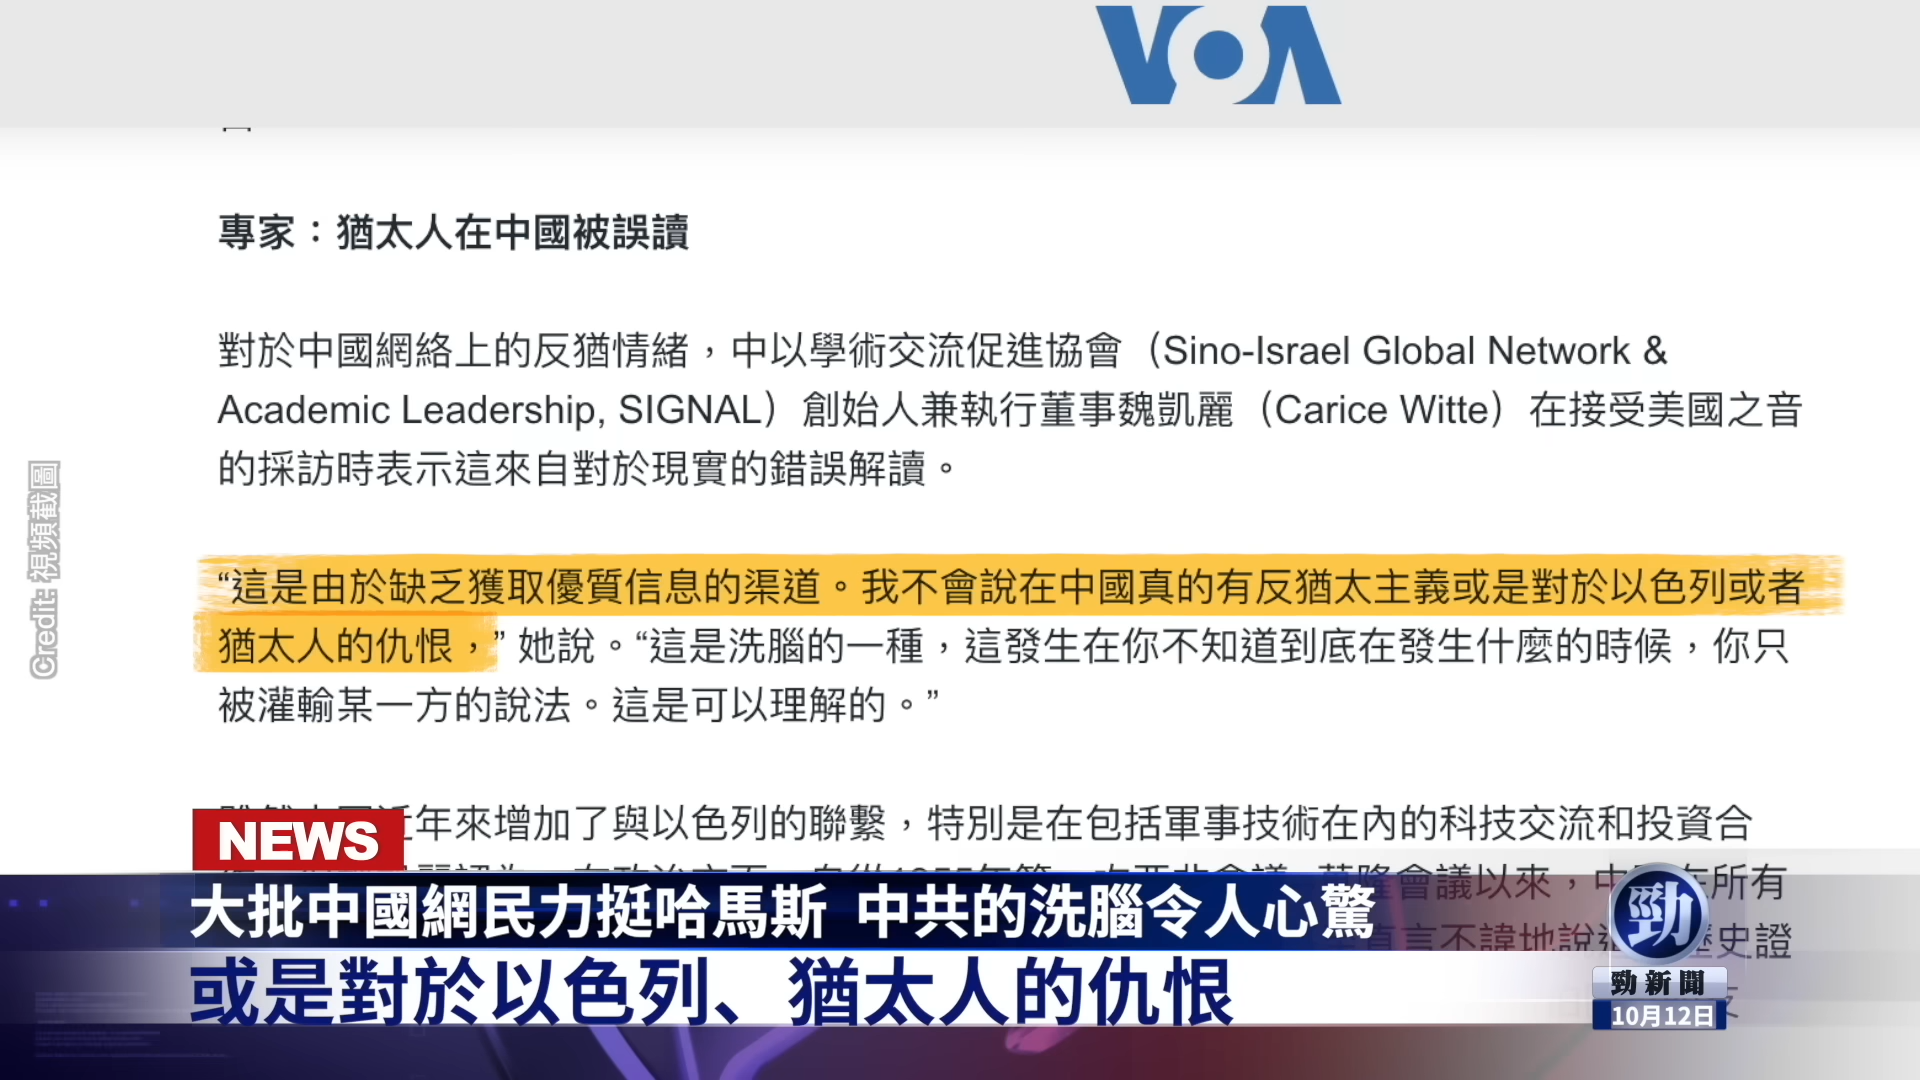 VOA
專家：猶太人在中國被誤讀
對於中國網絡上的反猶情緒，中以學術交流促進協會（Sino-Israel Global Network &
Academic Leadership, SIGNAL）創始人兼執行董事魏凱麗（Carice Witte）在接受美國之音
的採訪時表示這來自對於現實的錯誤解讀。
“這是由於缺乏獲取優質信息的渠道。我不會說在中國真的有反猶太主義或是對於以色列或者
猶太人的仇恨，” 她說。“這是洗腦的一種，這發生在你不知道到底在發生什麼的時候，你只
被灌輸某一方的說法。這是可以理解的。”
近年來增加了與以色列的聯繫，特別是在包括軍事技術在內的科技交流和投資合
會議以來，中 所有
直言不諱地說 歷史證
Credit: 視頻截圖
NEWS
大批中國網民力挺哈馬斯 中共的洗腦令人心驚
或是對於以色列、猶太人的仇恨
勁
勁新聞
10月12日